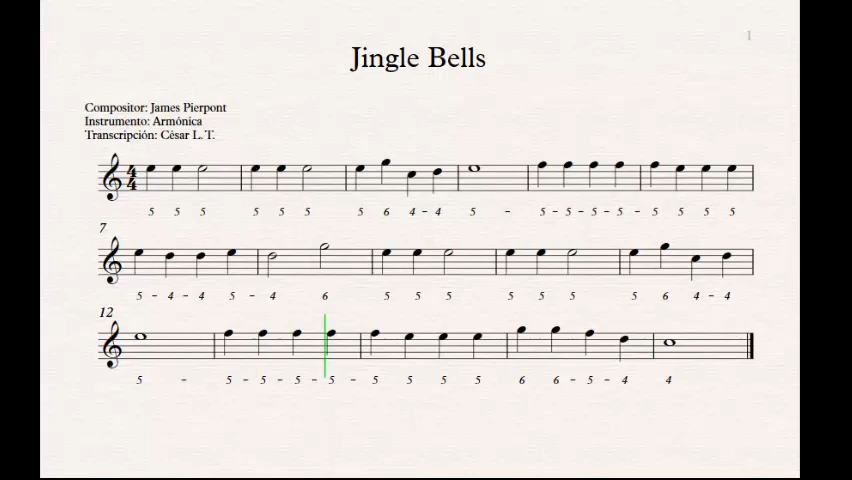 1
Jingle Bells
Compositor: James Pierpont
Instrumento: Armónica
Transcripción: César L. T.
4
4
5 5 5 5 5 5 5 6 4 - 4 5 - 5 - 5 - 5 - 5 - 5 5 5 5
7
5 - 4 - 4 5 - 4 6 5 5 5 5 5 5 5 6 4 - 4
12
5 - 5 - 5 - 5 - 5 - 5 5 5 5 6 6 - 5 - 4 4